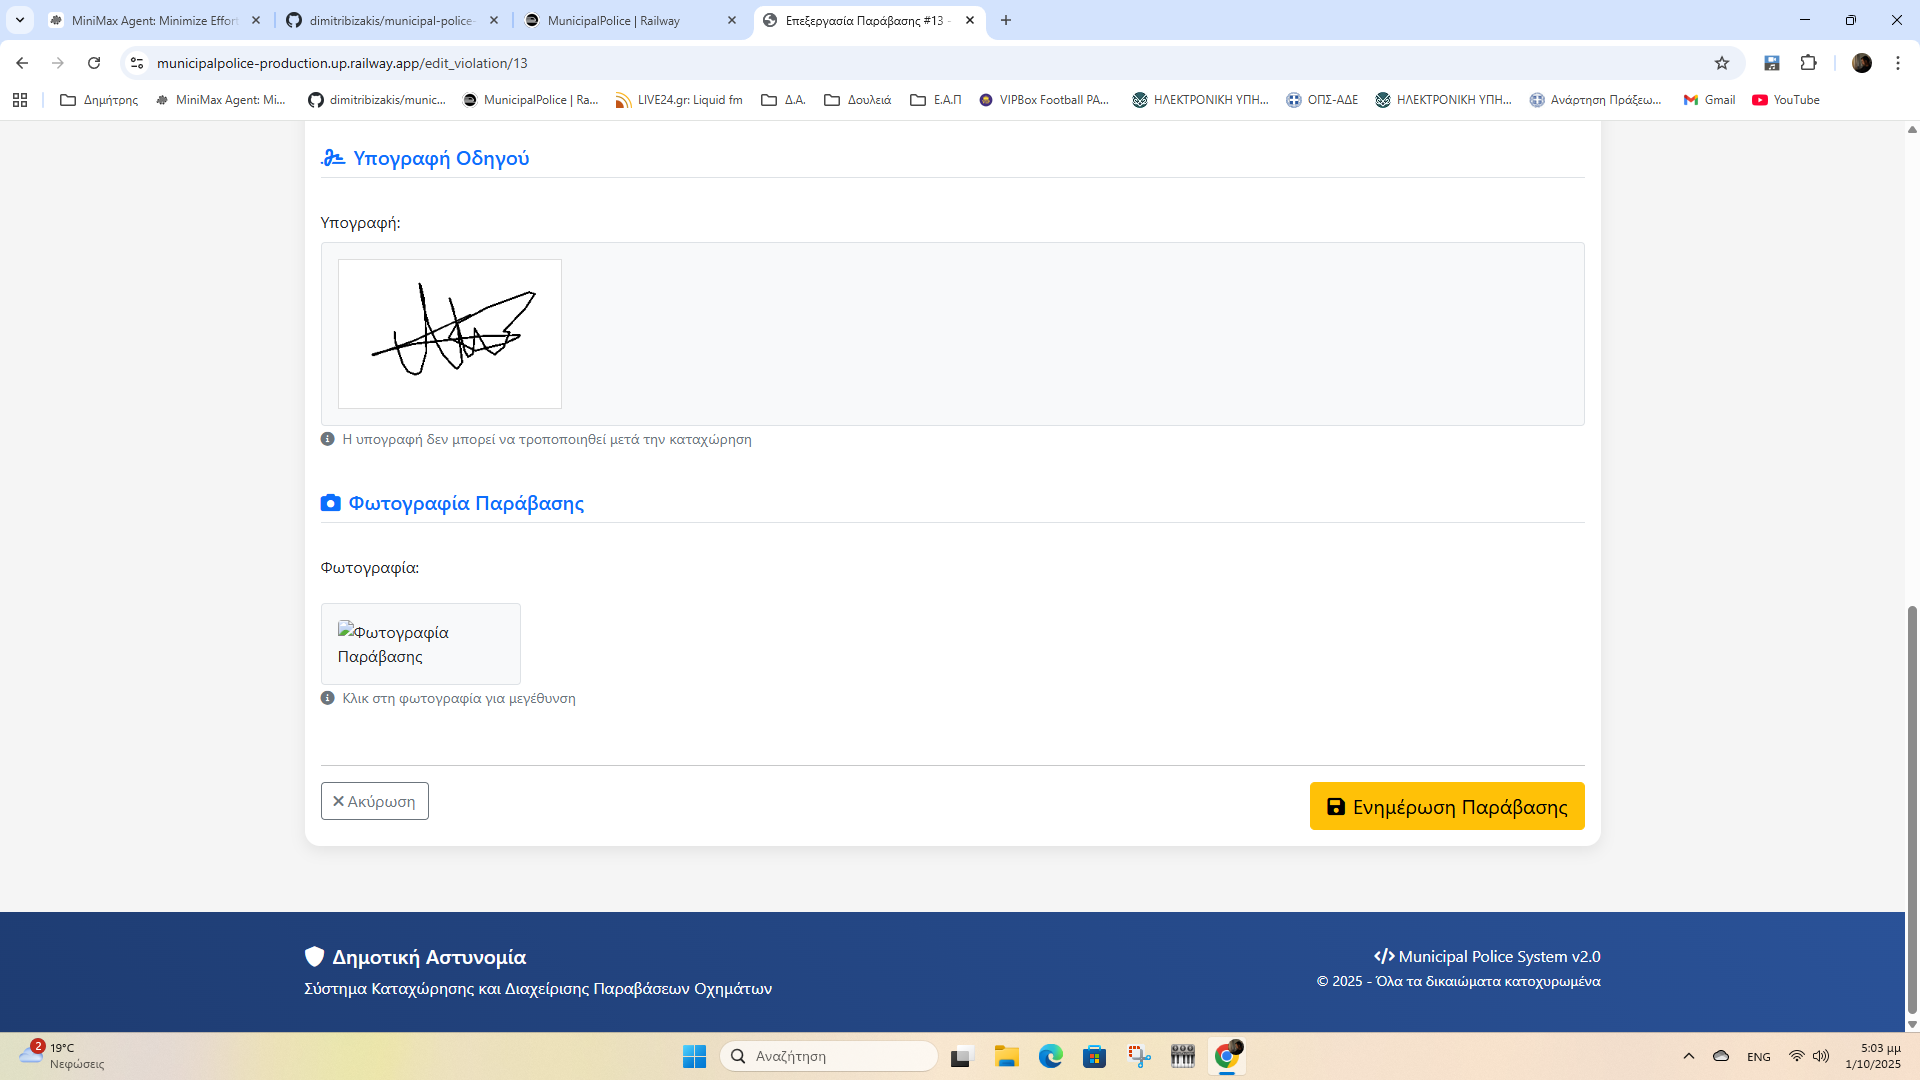 MiniMax Agent: Minimize Effor
dimitribizakis/municipal-police-
MunicipalPolice | Railway
Επεξεργασία Παράβασης #13 -
municipalpolice-production.up.railway.app/edit_violation/13
Δημήτρης
MiniMax Agent: Mi...
dimitribizakis/munic...
MunicipalPolice | Ra...
LIVE24.gr: Liquid fm
Δ.Α.
Δουλειά
Ε.Α.Π
VIPBox Football PA...
ΗΛΕΚΤΡΟΝΙΚΗ ΥΠΗ...
ΟΠΣ-ΑΔΕ
ΗΛΕΚΤΡΟΝΙΚΗ ΥΠΗ...
Ανάρτηση Πράξεω...
Gmail
YouTube
Υπογραφή Οδηγού
Υπογραφή:
Η υπογραφή δεν μπορεί να τροποποιηθεί μετά την καταχώρηση
Φωτογραφία Παράβασης
Φωτογραφία:
Φωτογραφία
Παράβασης
Κλικ στη φωτογραφία για μεγέθυνση
Ακύρωση
Ενημέρωση Παράβασης
Δημοτική Αστυνομία
Σύστημα Καταχώρησης και Διαχείρισης Παραβάσεων Οχημάτων
</> Municipal Police System v2.0
© 2025 - Όλα τα δικαιώματα κατοχυρωμένα
2
19°C
Νεφώσεις
Αναζήτηση
ENG
5:03 μμ
1/10/2025